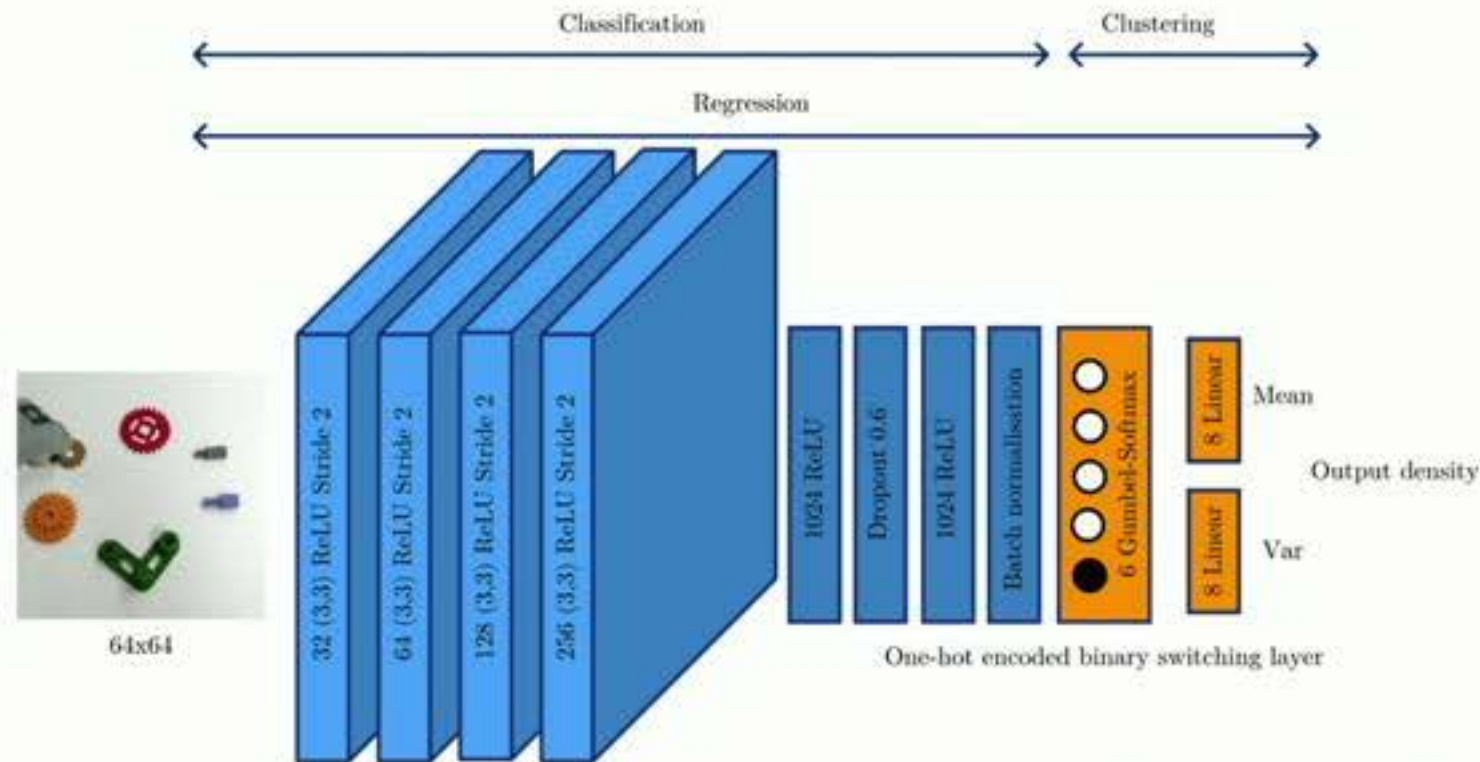 Classification
Clustering
Regression
32 (3,3) ReLU Stride 2
64 (3,3) ReLU Stride 2
128 (3,3) ReLU Stride 2
256 (3,3) ReLU Stride 2
1024 ReLU
Dropout 0.6
1024 ReLU
Batch normalisation
6 Gumbel-Softmax
8 Linear
Mean
Output density
8 Linear
Var
64x64
One-hot encoded binary switching layer